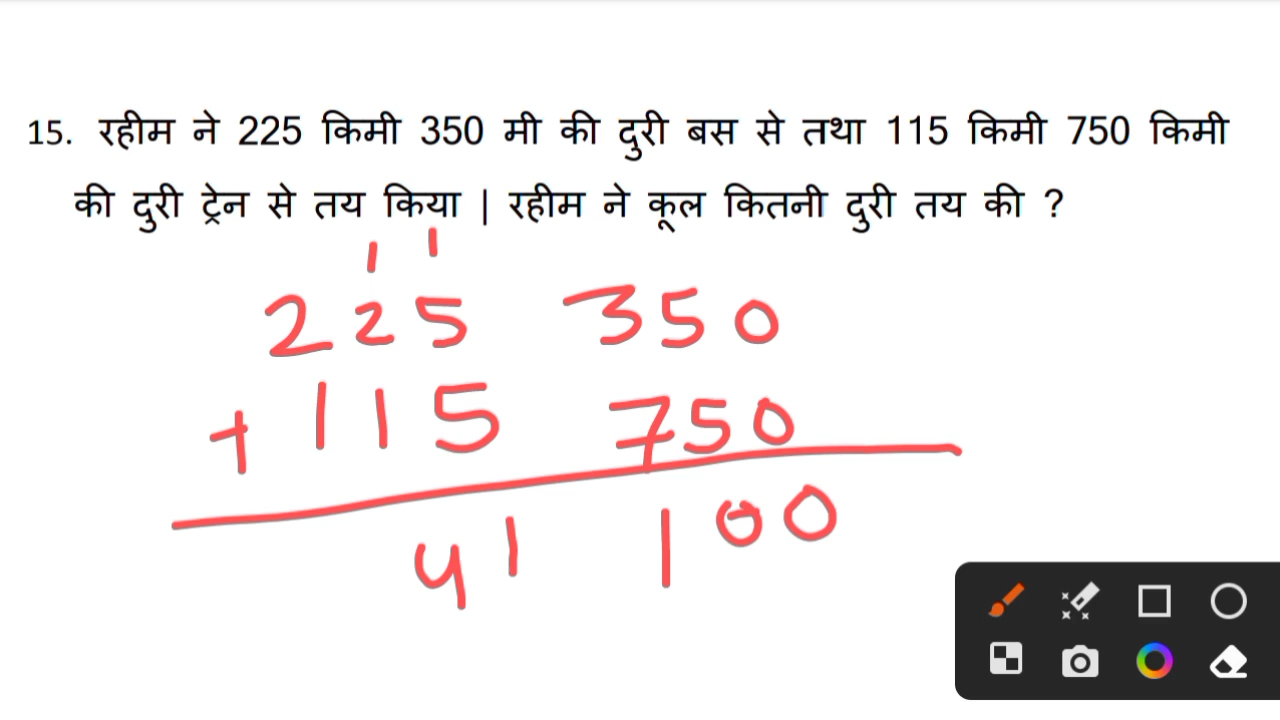 15. रहीम ने 225 किमी 350 मी की दुरी बस से तथा 115 किमी 750 किमी
की दुरी ट्रेन से तय किया | रहीम ने कूल कितनी दुरी तय की ?
1 1
225 350
+ 115 750
41 100